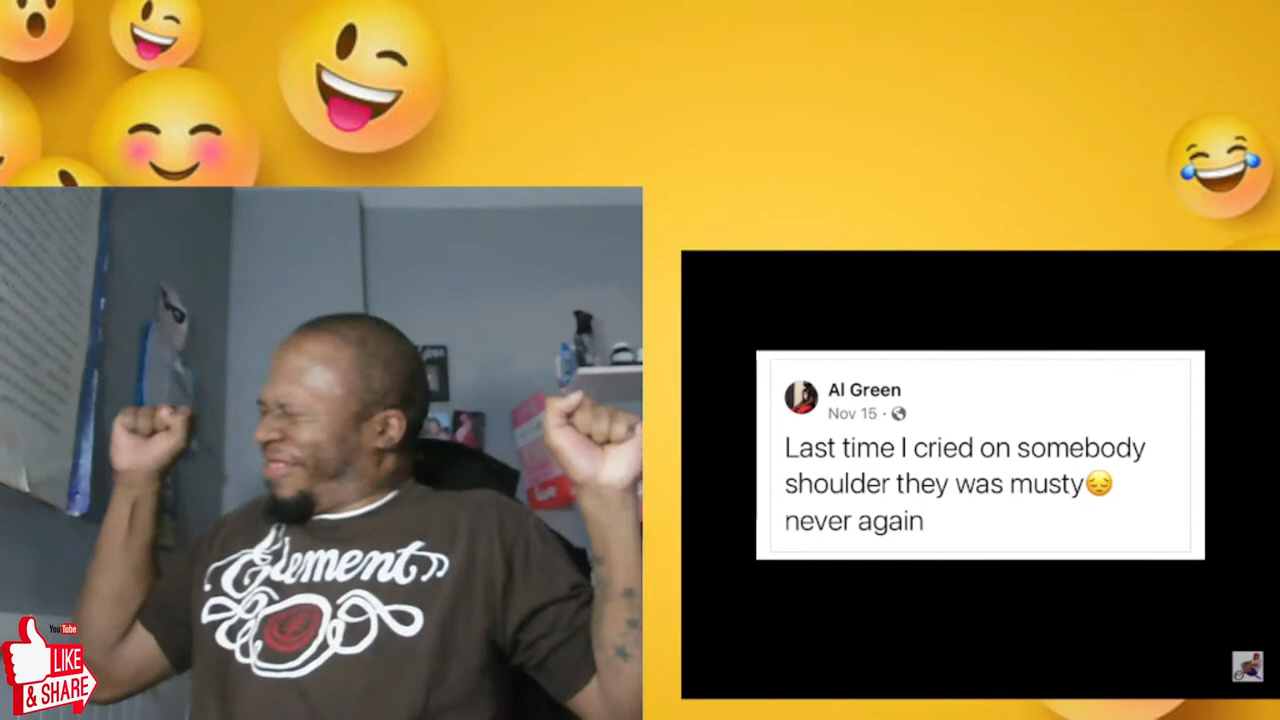 Al Green
Nov 15 ·
Last time I cried on somebody
shoulder they was musty😔
never again
Element
YouTube
LIKE
& SHARE